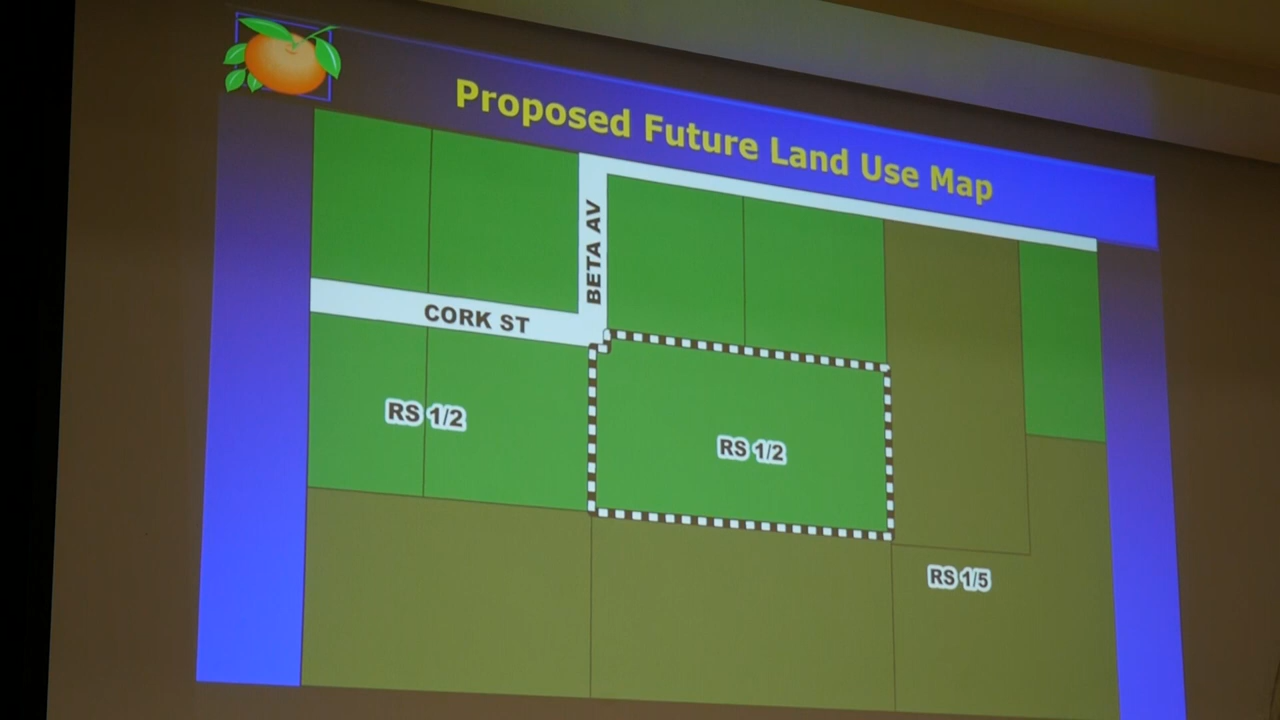 Proposed Future Land Use Map
BETA AV
CORK ST
RS 1/2
RS 1/2
RS 1/5